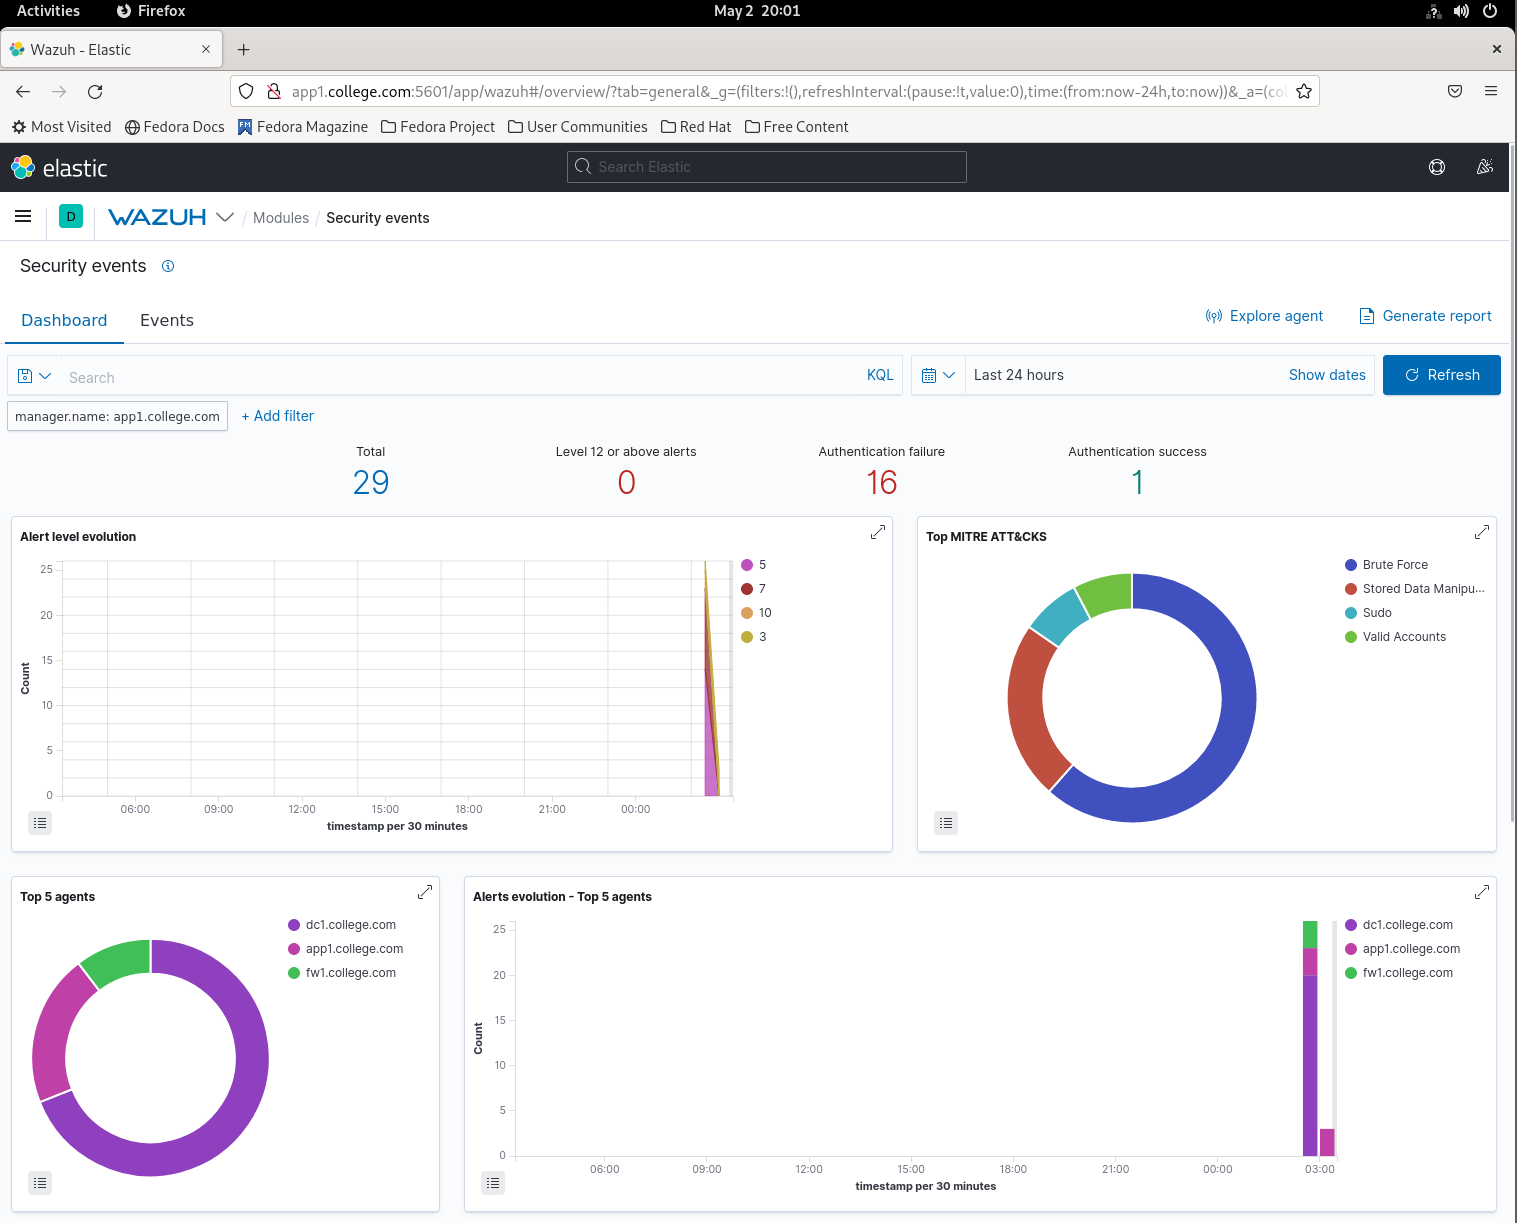 Activities Firefox May 2 20:01
Wazuh - Elastic
app1.college.com:5601/app/wazuh#/overview/?tab=general&_g=(filters:!(),refreshInterval:(pause:!t,value:0),time:(from:now-24h,to:now))&_a=(co
Most Visited Fedora Docs Fedora Magazine Fedora Project User Communities Red Hat Free Content
elastic Search Elastic
D WAZUH / Modules / Security events
Security events
Dashboard Events Explore agent Generate report
Search KQL Last 24 hours Show dates Refresh
manager.name: app1.college.com + Add filter
Total Level 12 or above alerts Authentication failure Authentication success
29 0 16 1
Alert level evolution
25
20
15
10
5
0
Count
06:00 09:00 12:00 15:00 18:00 21:00 00:00
timestamp per 30 minutes
5
7
10
3
Top MITRE ATT&CKS
Brute Force
Stored Data Manipu...
Sudo
Valid Accounts
Top 5 agents
dc1.college.com
app1.college.com
fw1.college.com
Alerts evolution - Top 5 agents
25
20
15
10
5
0
Count
06:00 09:00 12:00 15:00 18:00 21:00 00:00 03:00
timestamp per 30 minutes
dc1.college.com
app1.college.com
fw1.college.com